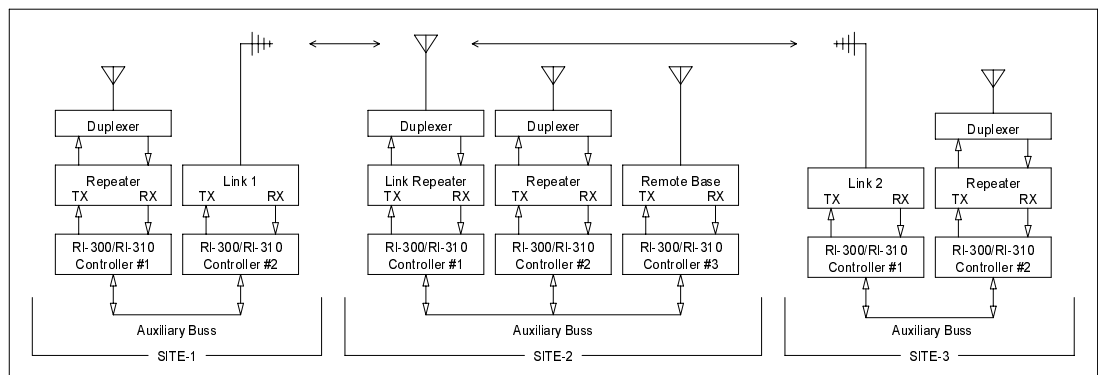 Duplexer
Repeater
TX RX
RI-300/RI-310
Controller #1
Link 1
TX RX
RI-300/RI-310
Controller #2
Auxiliary Buss
SITE-1
Duplexer
Link Repeater
TX RX
RI-300/RI-310
Controller #1
Duplexer
Repeater
TX RX
RI-300/RI-310
Controller #2
Remote Base
TX RX
RI-300/RI-310
Controller #3
Auxiliary Buss
SITE-2
Link 2
TX RX
RI-300/RI-310
Controller #1
Duplexer
Repeater
TX RX
RI-300/RI-310
Controller #2
Auxiliary Buss
SITE-3